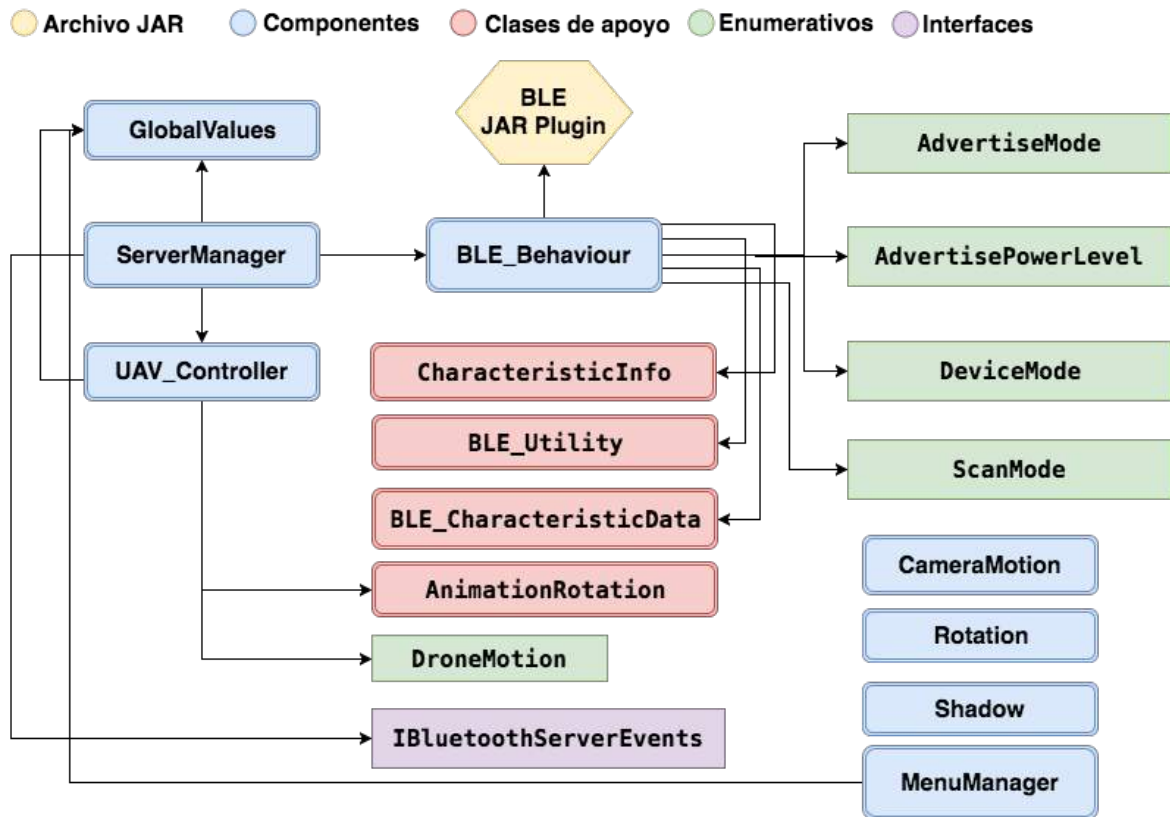 Archivo JAR
Componentes
Clases de apoyo
Enumerativos
Interfaces
BLE
JAR Plugin
GlobalValues
AdvertiseMode
ServerManager
BLE_Behaviour
AdvertisePowerLevel
UAV_Controller
CharacteristicInfo
DeviceMode
BLE_Utility
ScanMode
BLE_CharacteristicData
CameraMotion
AnimationRotation
Rotation
DroneMotion
Shadow
IBluetoothServerEvents
MenuManager